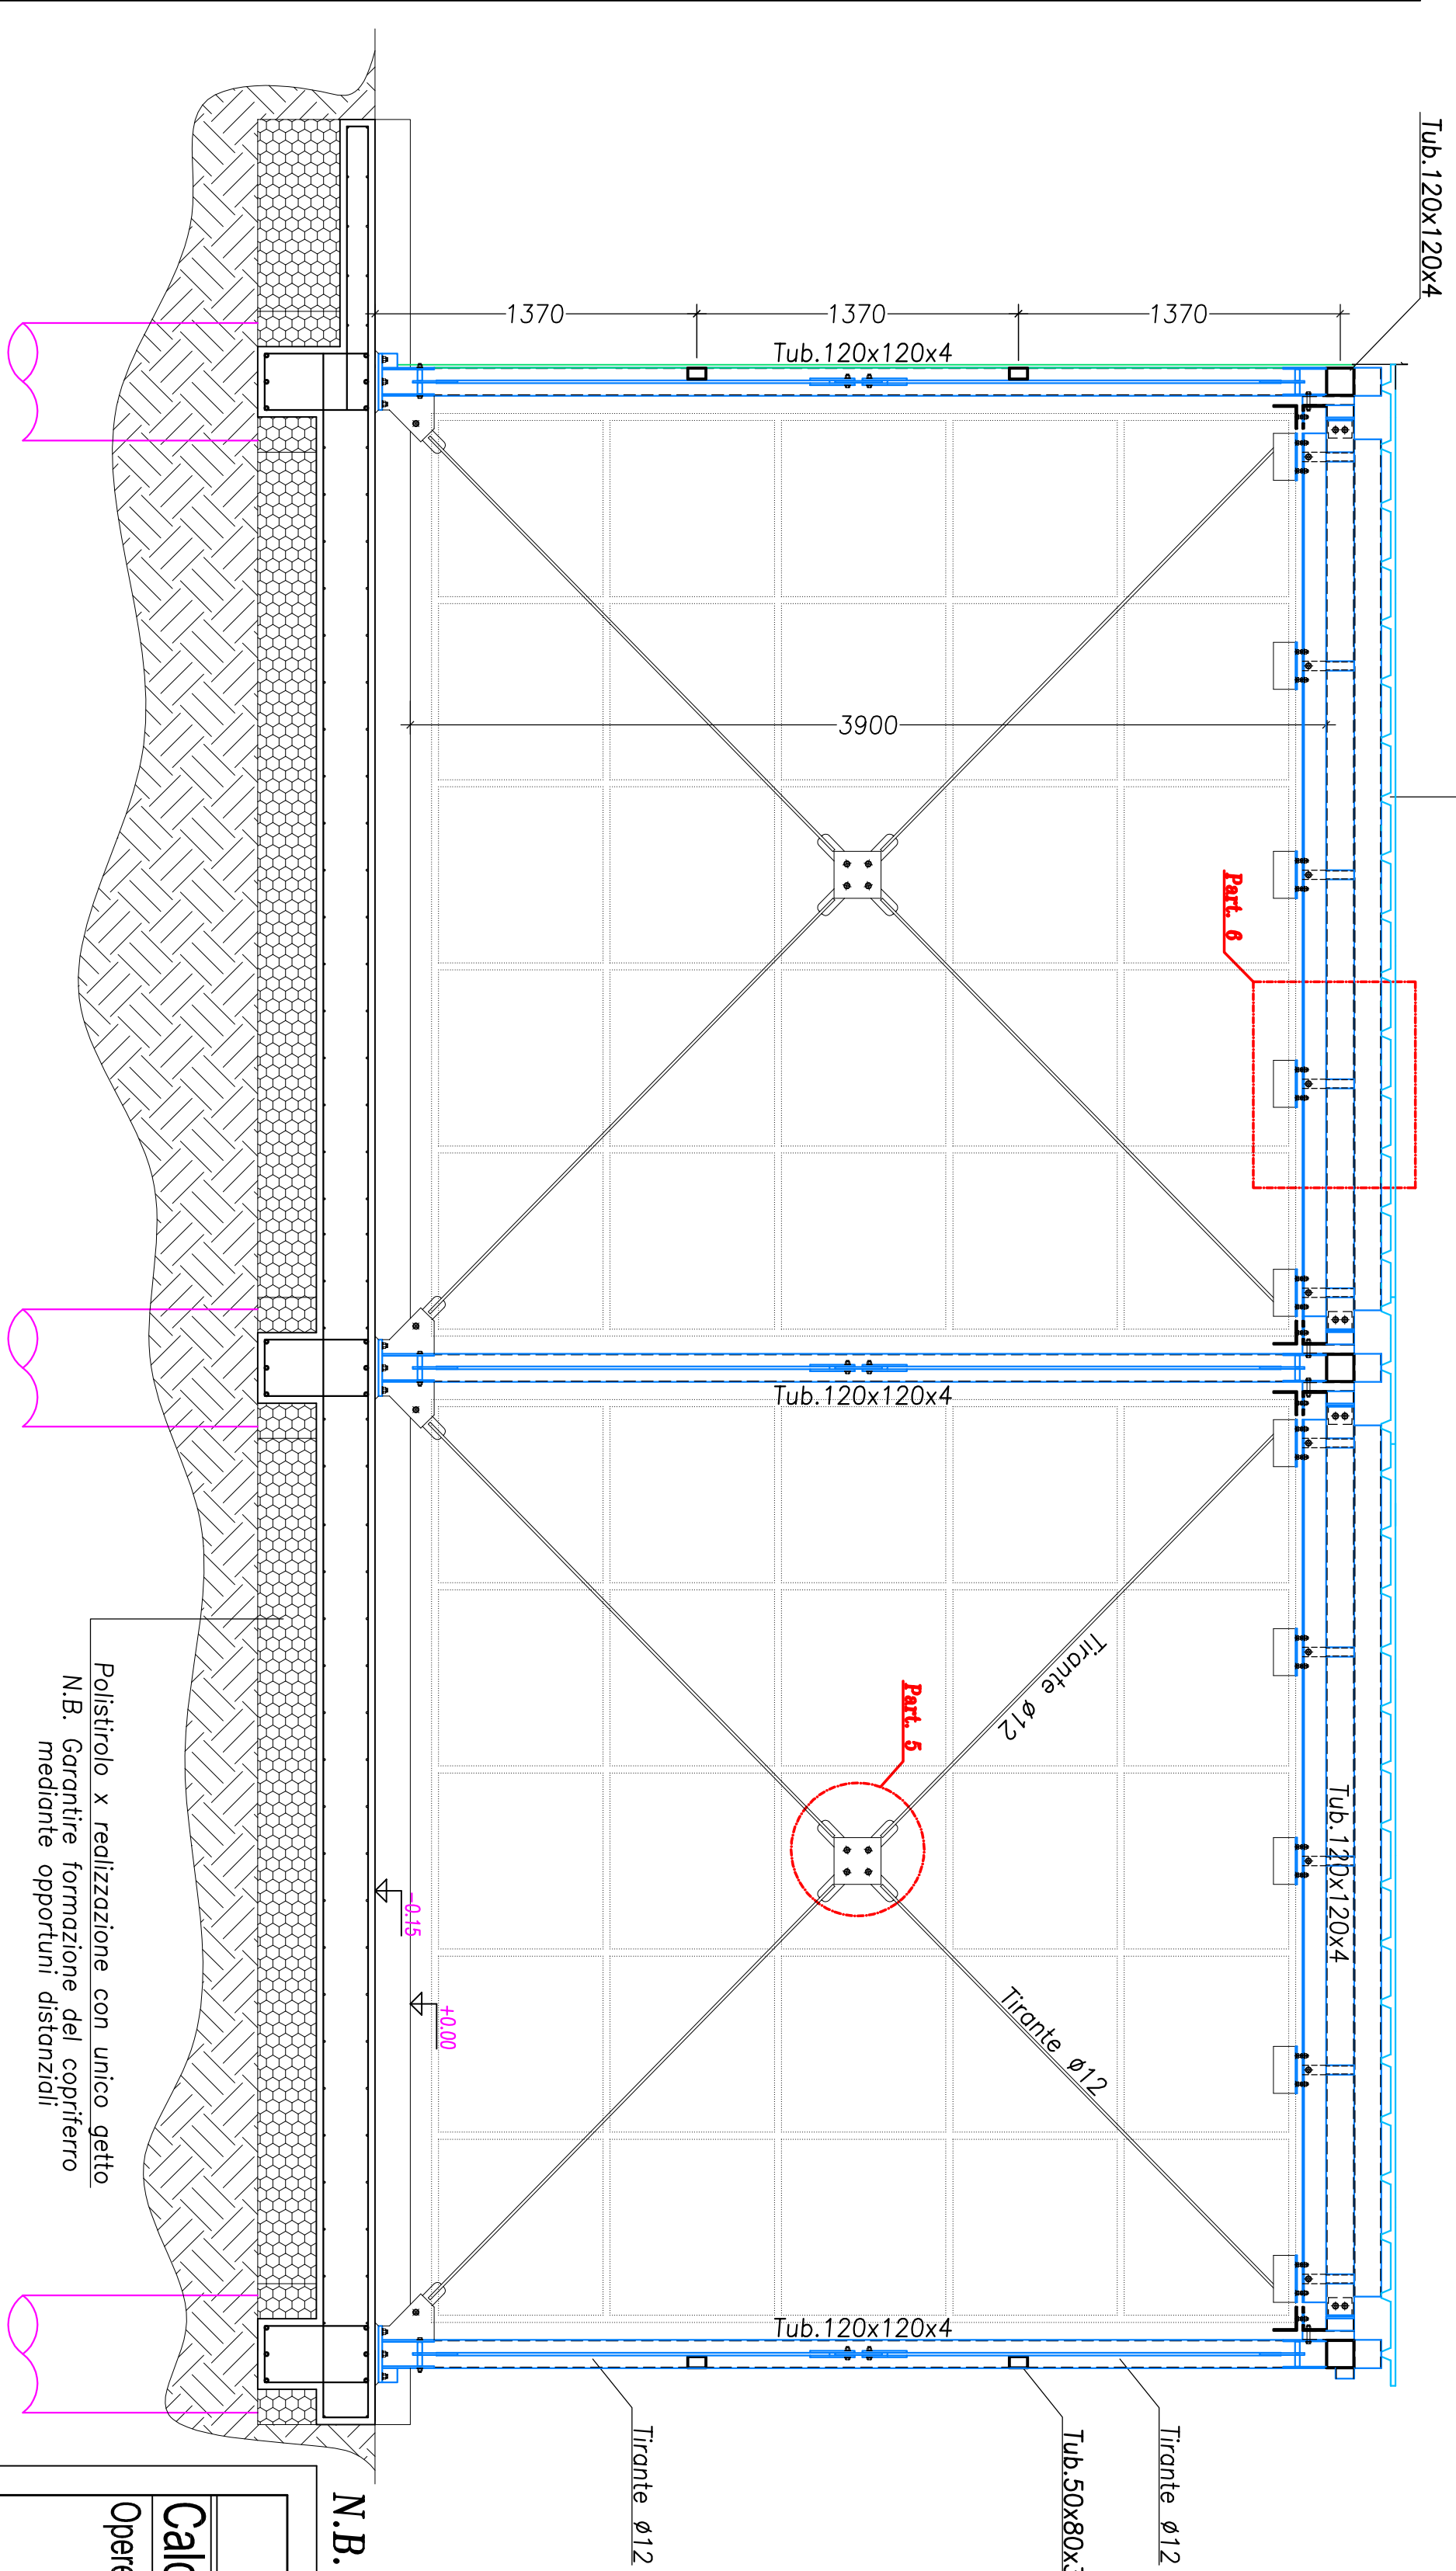 Tub.120x120x4
1370
1370
1370
Tub.120x120x4
3900
Part. 6
Tub.120x120x4
Tirante ø12
Part. 5
Tub.120x120x4
Tirante ø12
-0.15
+0.00
Polistirolo x realizzazione con unico getto
N.B. Garantire formazione del copriferro
mediante opportuni distanziali
Tub.120x120x4
Tirante ø12
Tub.50x80x
Tirante ø12
N.B.
Calc
Opere